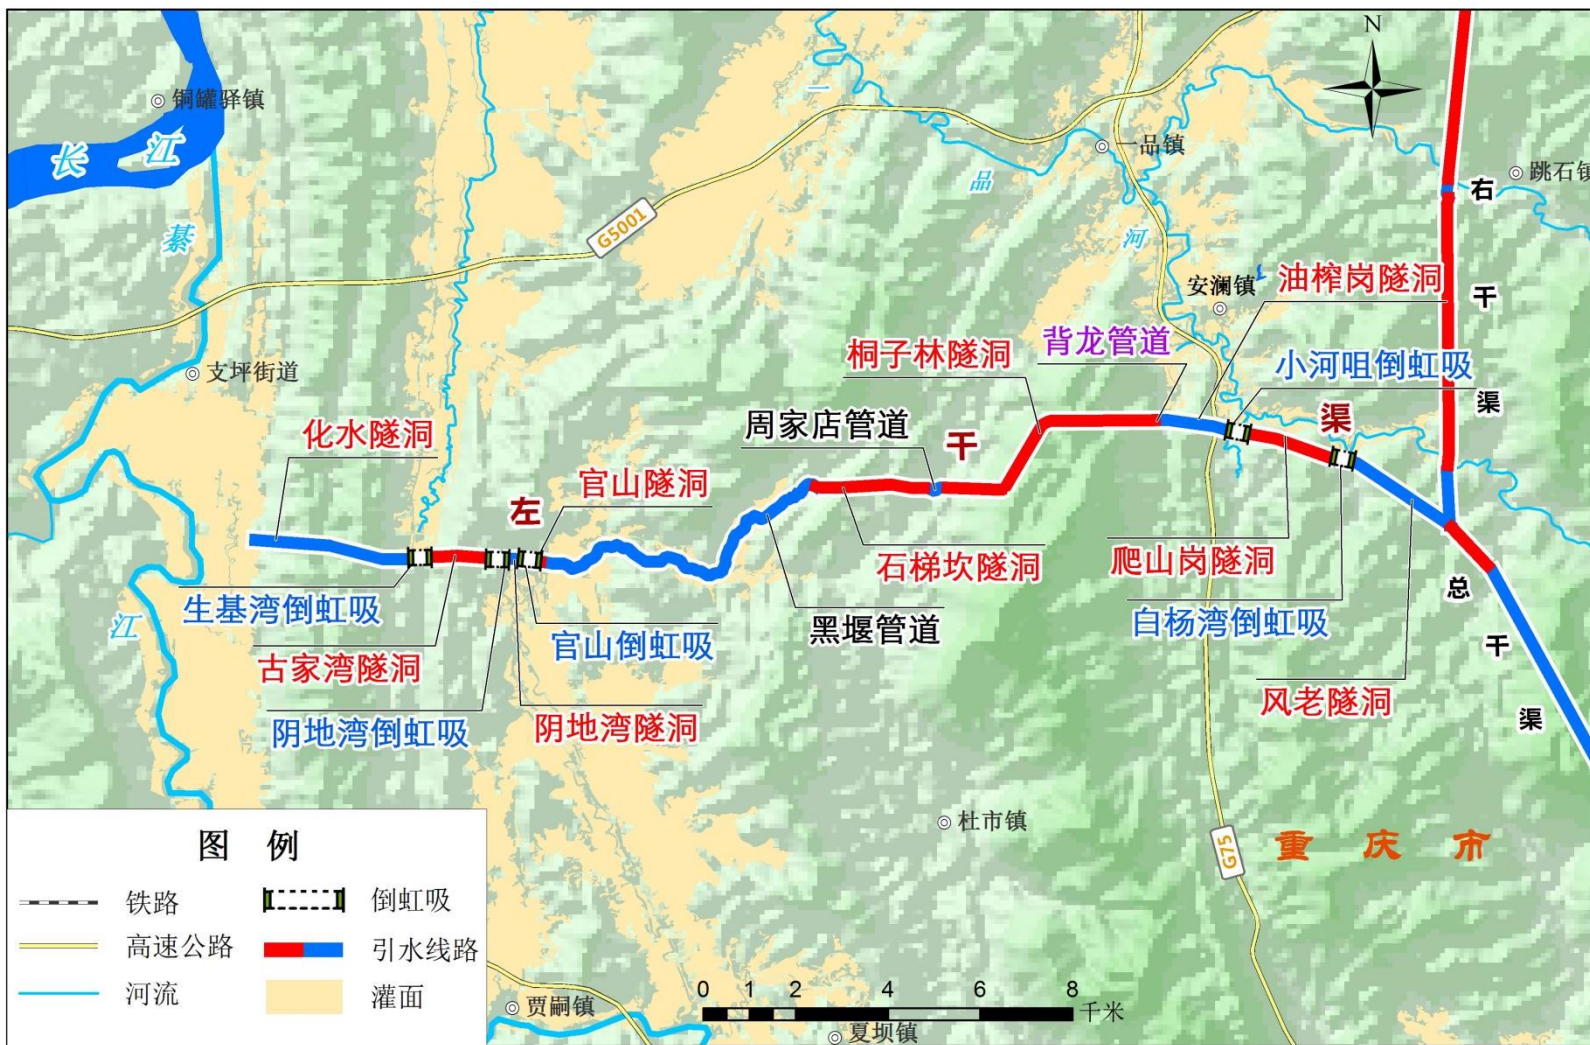 N
铜罐驿镇
长江
一品河
一品镇
跳石镇
G5001
綦江
右干渠
安澜镇
油榨岗隧洞
背龙管道
桐子林隧洞
小河咀倒虹吸
支坪街道
化水隧洞
周家店管道
左干渠
官山隧洞
生基湾倒虹吸
官山倒虹吸
石梯坎隧洞
爬山岗隧洞
总干渠
古家湾隧洞
黑堰管道
白杨湾倒虹吸
阴地湾倒虹吸
阴地湾隧洞
风老隧洞
杜市镇
G75
重庆市
图例
铁路
倒虹吸
高速公路
引水线路
河流
灌面
贾嗣镇
夏坝镇
0 1 2 4 6 8
千米